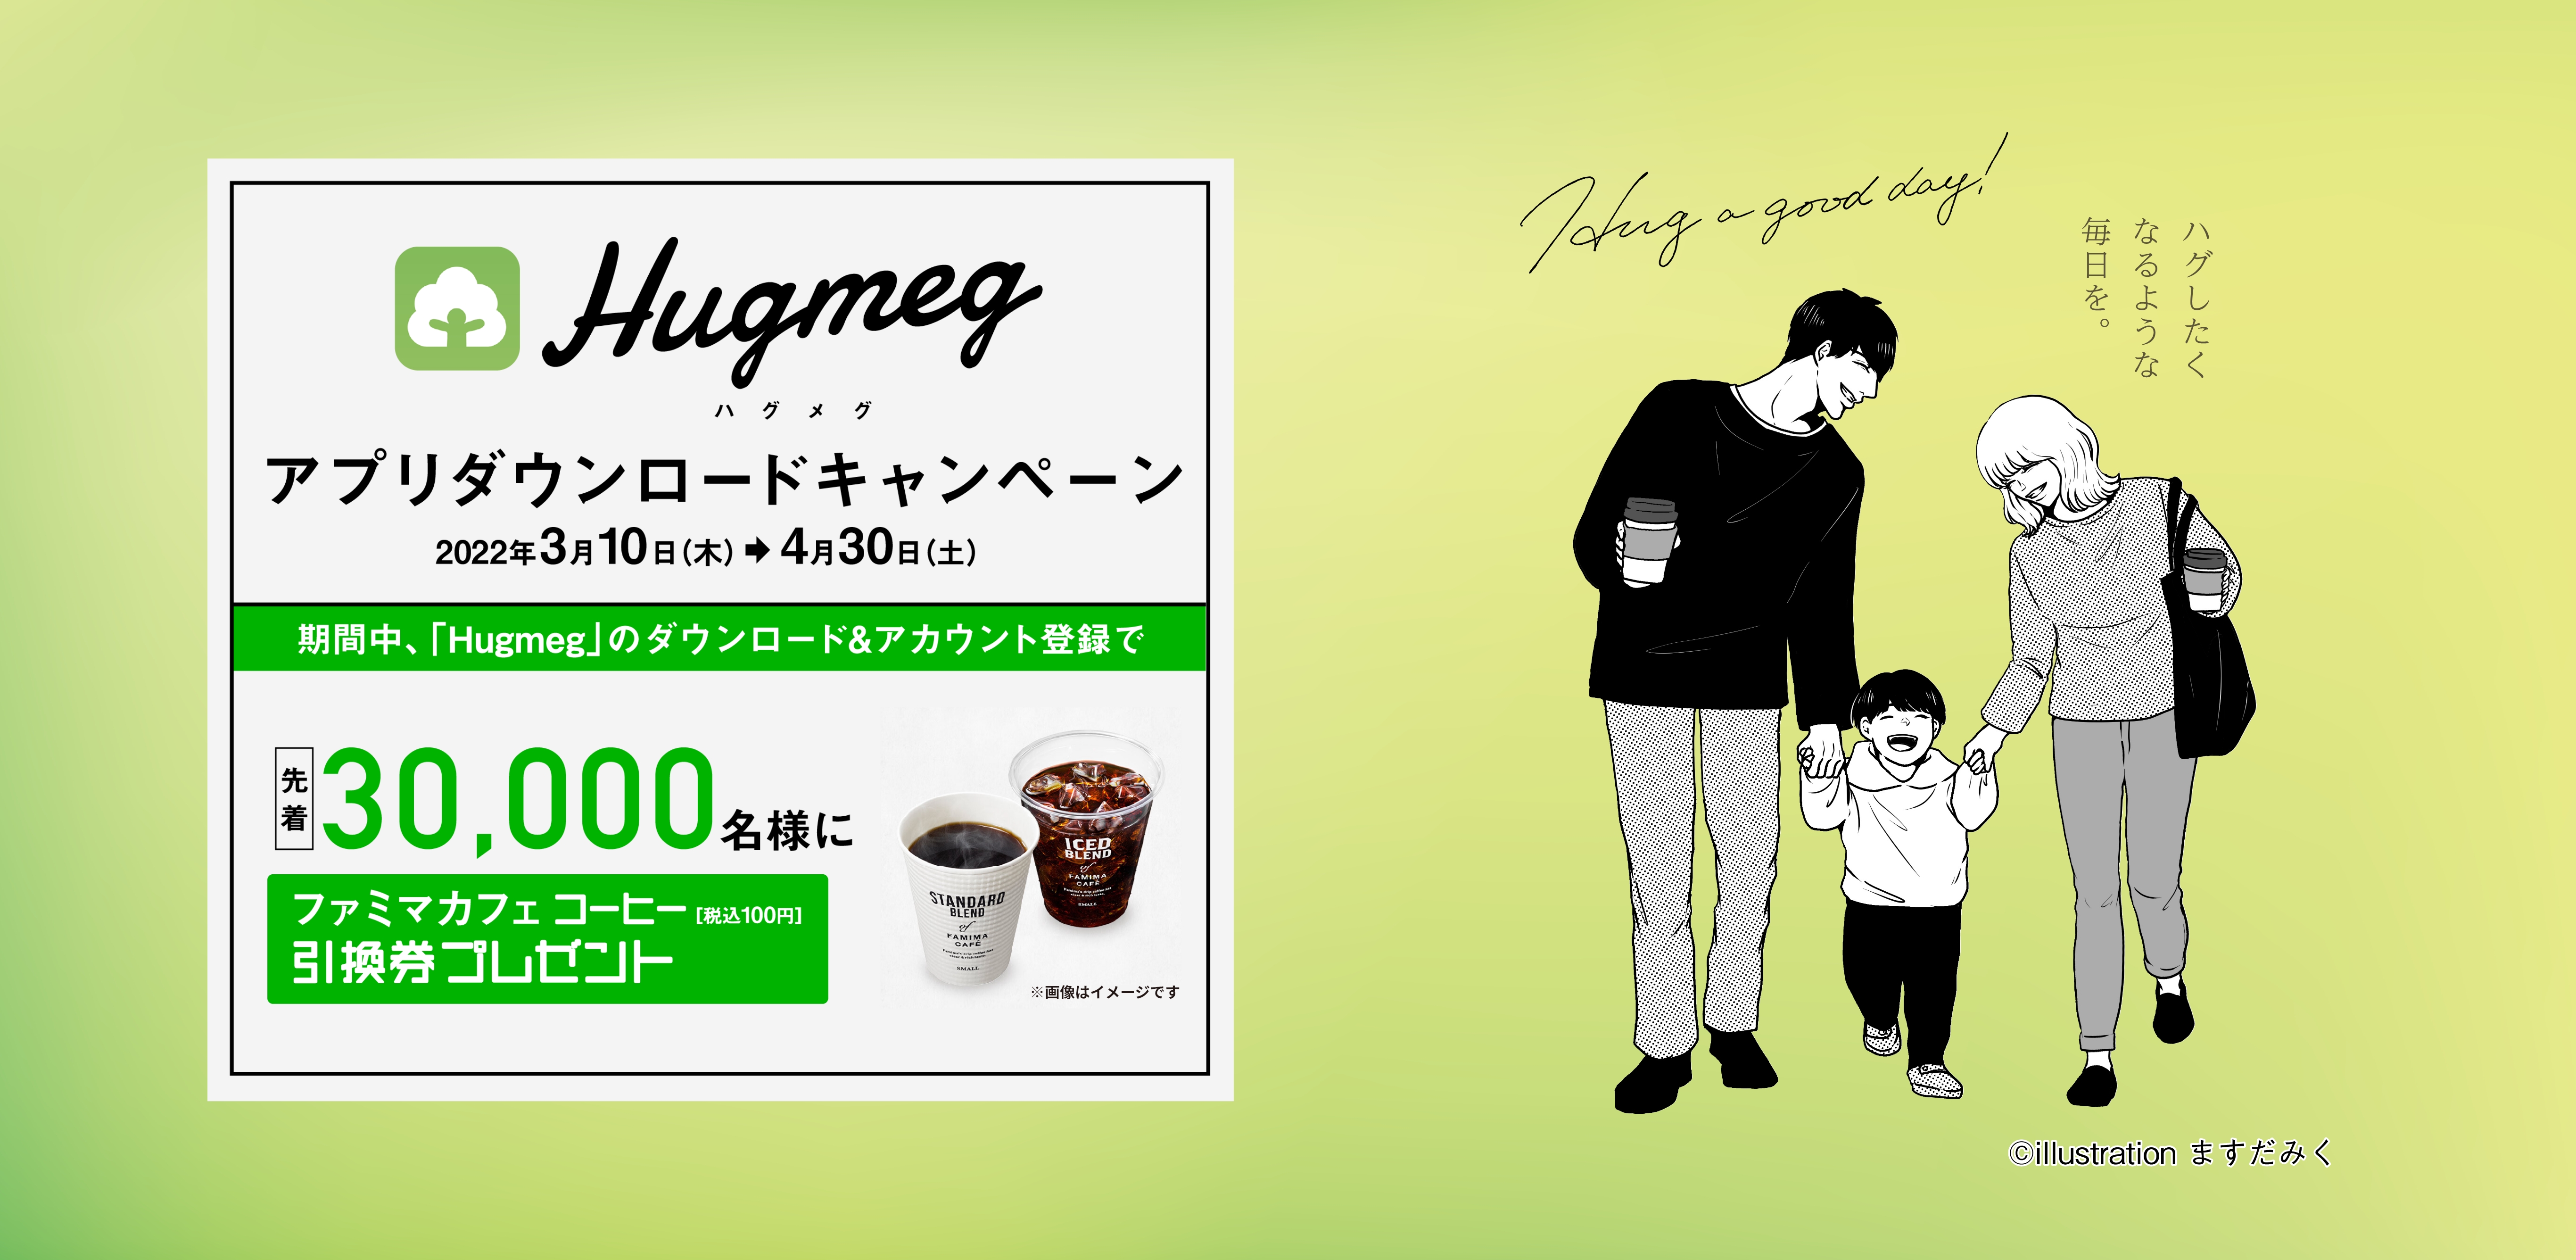 Hugmeg
ハグメグ
アプリダウンロードキャンペーン
2022年3月10日(木)➡4月30日(土)
期間中、「Hugmeg」のダウンロード&アカウント登録で
先着
30,000名様に
ファミマカフェ コーヒー [税込100円]
引換券プレゼント
STANDARD
BLEND
of
FAMIMA
CAFÉ
SMALL
ICED
BLEND
of
FAMIMA
CAFÉ
SMALL
※画像はイメージです
Hug a good day!
ハグしたく
なるような
毎日を。
©illustration ますだみく